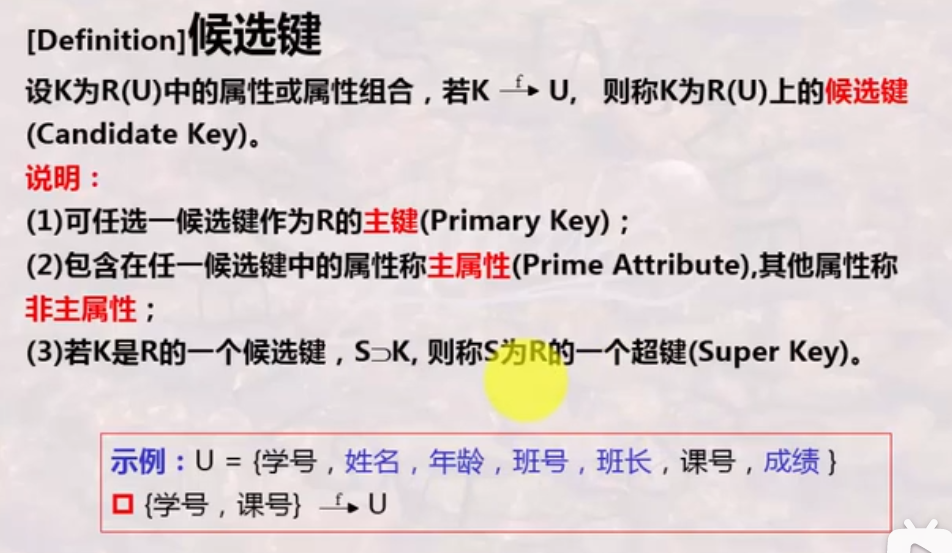 [Definition]候选键
设K为R(U)中的属性或属性组合，若K f→ U, 则称K为R(U)上的候选键
(Candidate Key)。
说明：
(1)可任选一候选键作为R的主键(Primary Key)；
(2)包含在任一候选键中的属性称主属性(Prime Attribute),其他属性称
非主属性；
(3)若K是R的一个候选键，S⊃K, 则称S为R的一个超键(Super Key)。
示例：U = {学号，姓名，年龄，班号，班长，课号，成绩 }
{学号，课号} f→ U